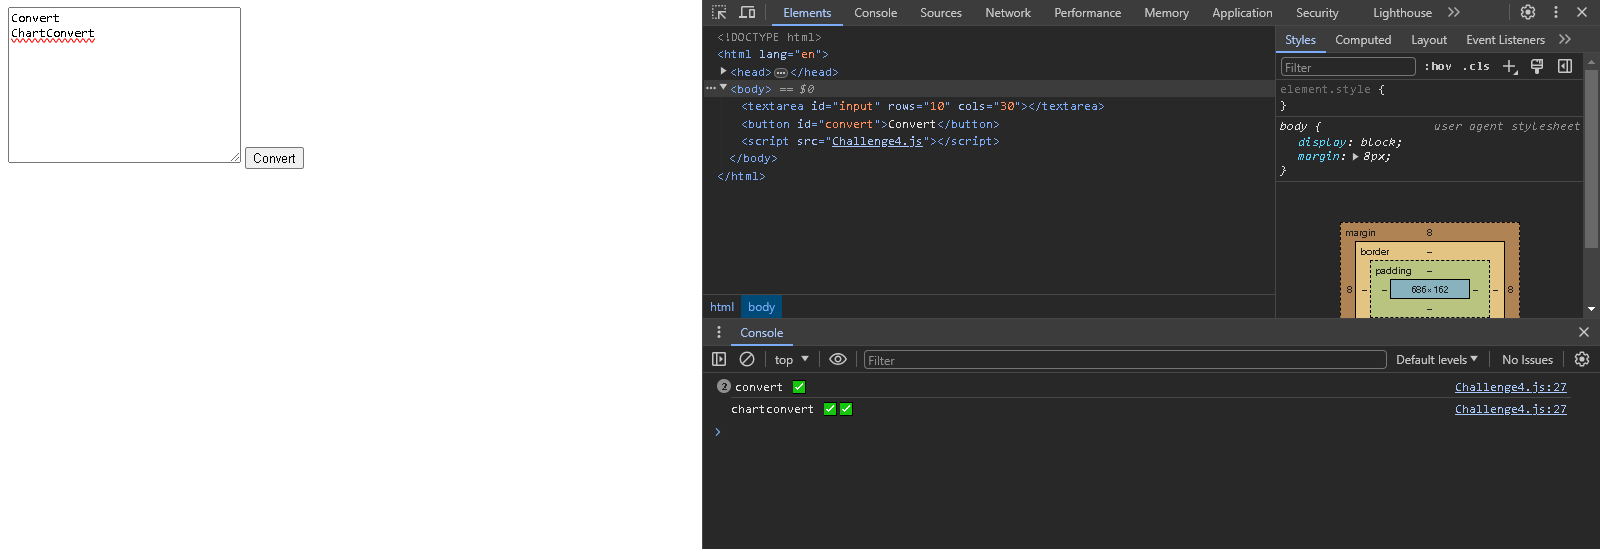 Convert
ChartConvert
Convert
Elements Console Sources Network Performance Memory Application Security Lighthouse
<!DOCTYPE html>
<html lang="en">
<head> … </head>
<body> == $0
<textarea id="input" rows="10" cols="30"></textarea>
<button id="convert">Convert</button>
<script src="Challenge4.js"></script>
</body>
</html>
html body
Styles Computed Layout Event Listeners
Filter :hov .cls
element.style {
}
body { user agent stylesheet
display: block;
margin: 8px;
}
margin 8
border –
padding –
8 – – 686×162 – – 8
–
Console
top Filter Default levels No Issues
2 convert ✅ Challenge4.js:27
chartconvert ✅✅ Challenge4.js:27